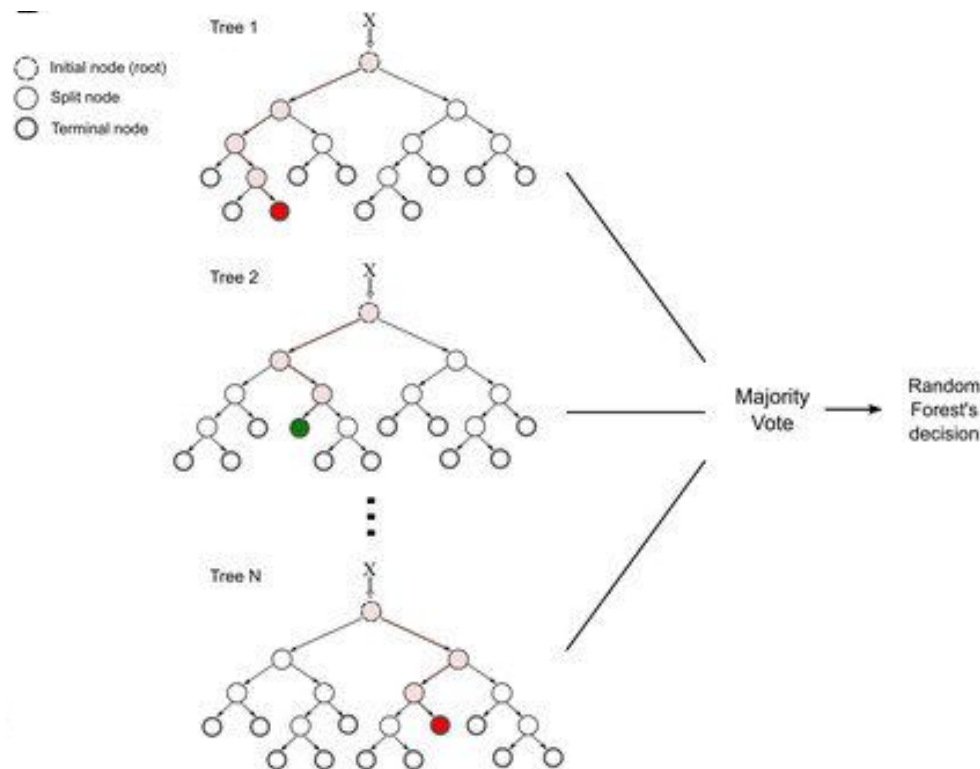 Tree 1
X
Initial node (root)
Split node
Terminal node
Tree 2
X
Majority
Vote
Random
Forest's
decision
Tree N
X